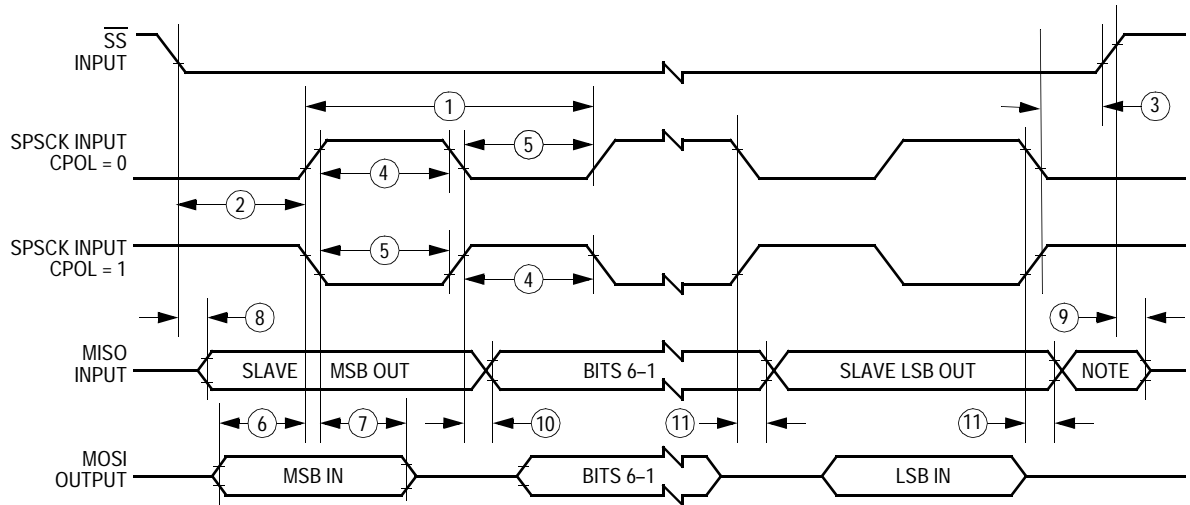 SS
INPUT
1
3
SPSCK INPUT
CPOL = 0
5
4
2
SPSCK INPUT
CPOL = 1
5
4
8
9
MISO
INPUT
SLAVE MSB OUT
BITS 6–1
SLAVE LSB OUT
NOTE
6
7
10
11
11
MOSI
OUTPUT
MSB IN
BITS 6–1
LSB IN